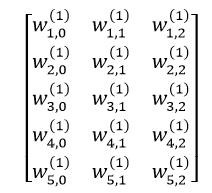 w_{1,0}^{(1)} w_{1,1}^{(1)} w_{1,2}^{(1)}
w_{2,0}^{(1)} w_{2,1}^{(1)} w_{2,2}^{(1)}
w_{3,0}^{(1)} w_{3,1}^{(1)} w_{3,2}^{(1)}
w_{4,0}^{(1)} w_{4,1}^{(1)} w_{4,2}^{(1)}
w_{5,0}^{(1)} w_{5,1}^{(1)} w_{5,2}^{(1)}